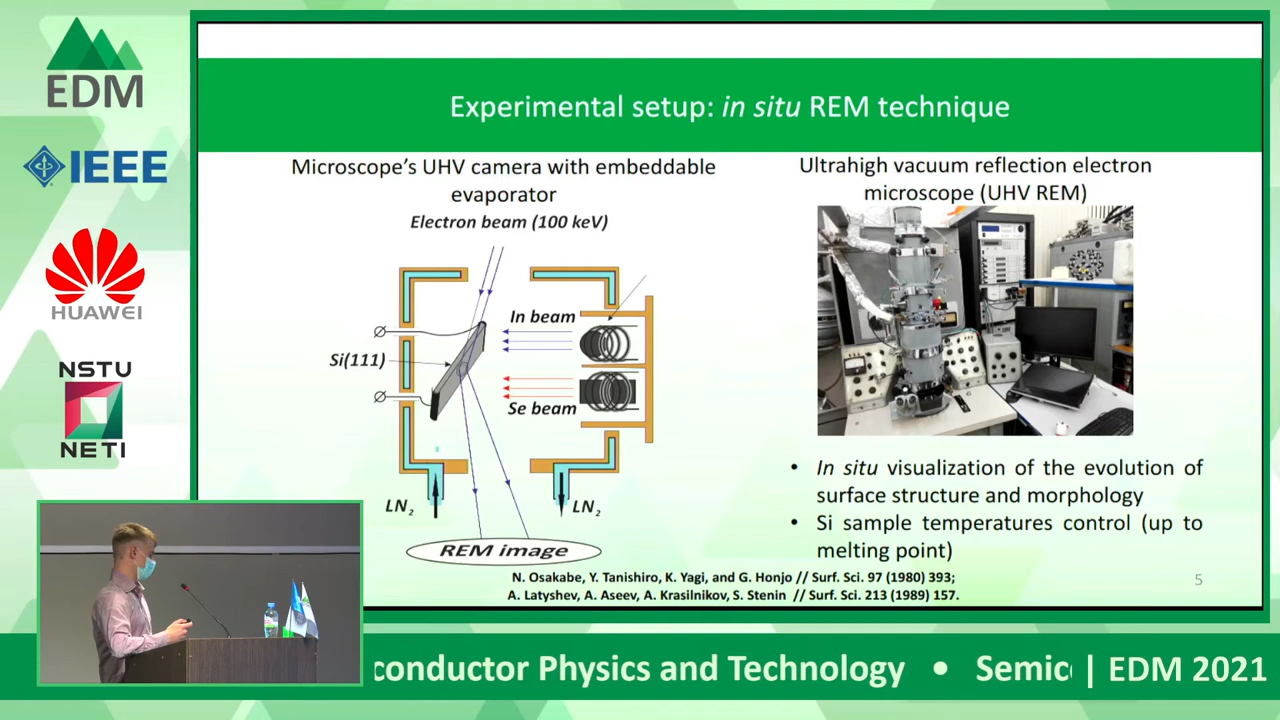 EDM
IEEE
HUAWEI
NSTU
NETI
Experimental setup: in situ REM technique
Microscope's UHV camera with embeddable
evaporator
Electron beam (100 keV)
In beam
Si(111)
Se beam
LN2
LN2
REM image
Ultrahigh vacuum reflection electron
microscope (UHV REM)
• In situ visualization of the evolution of
surface structure and morphology
• Si sample temperatures control (up to
melting point)
N. Osakabe, Y. Tanishiro, K. Yagi, and G. Honjo // Surf. Sci. 97 (1980) 393;
A. Latyshev, A. Aseev, A. Krasilnikov, S. Stenin // Surf. Sci. 213 (1989) 157.
5
conductor Physics and Technology • Semic | EDM 2021